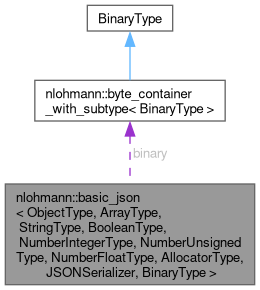 BinaryType
nlohmann::byte_container
_with_subtype< BinaryType >
binary
nlohmann::basic_json
< ObjectType, ArrayType,
StringType, BooleanType,
NumberIntegerType, NumberUnsigned
Type, NumberFloatType, AllocatorType,
JSONSerializer, BinaryType >